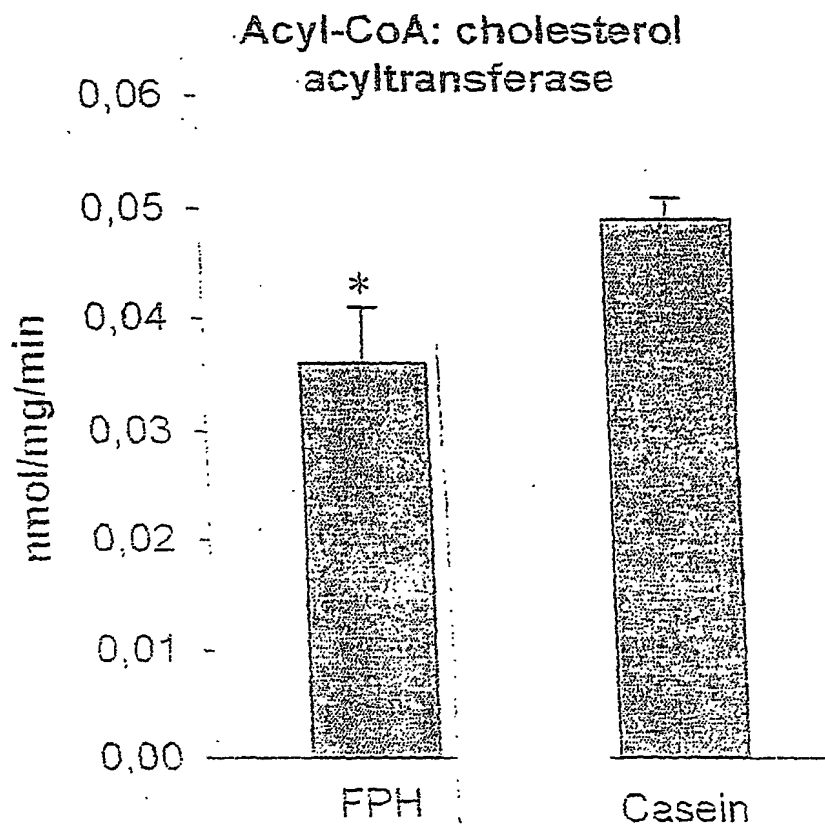 Acyl-CoA: cholesterol
acyltransferase
0,06
0,05
0,04
0,03
0,02
0,01
0,00
nmol/mg/min
*
FPH
Casein